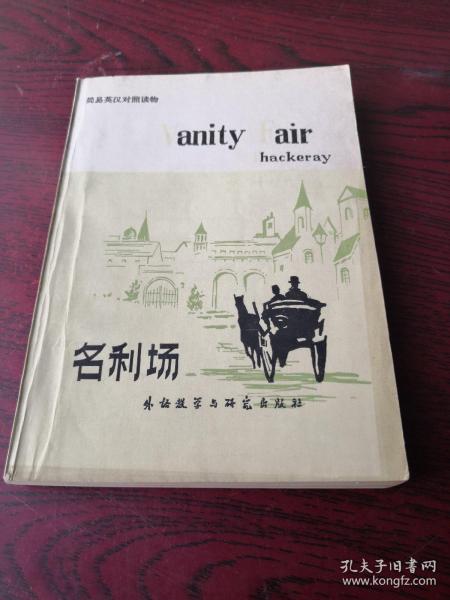 简易英汉对照读物
Vanity Fair
hackeray
名利场
外语教学与研究出版社
孔夫子旧书网
www.kongfz.com